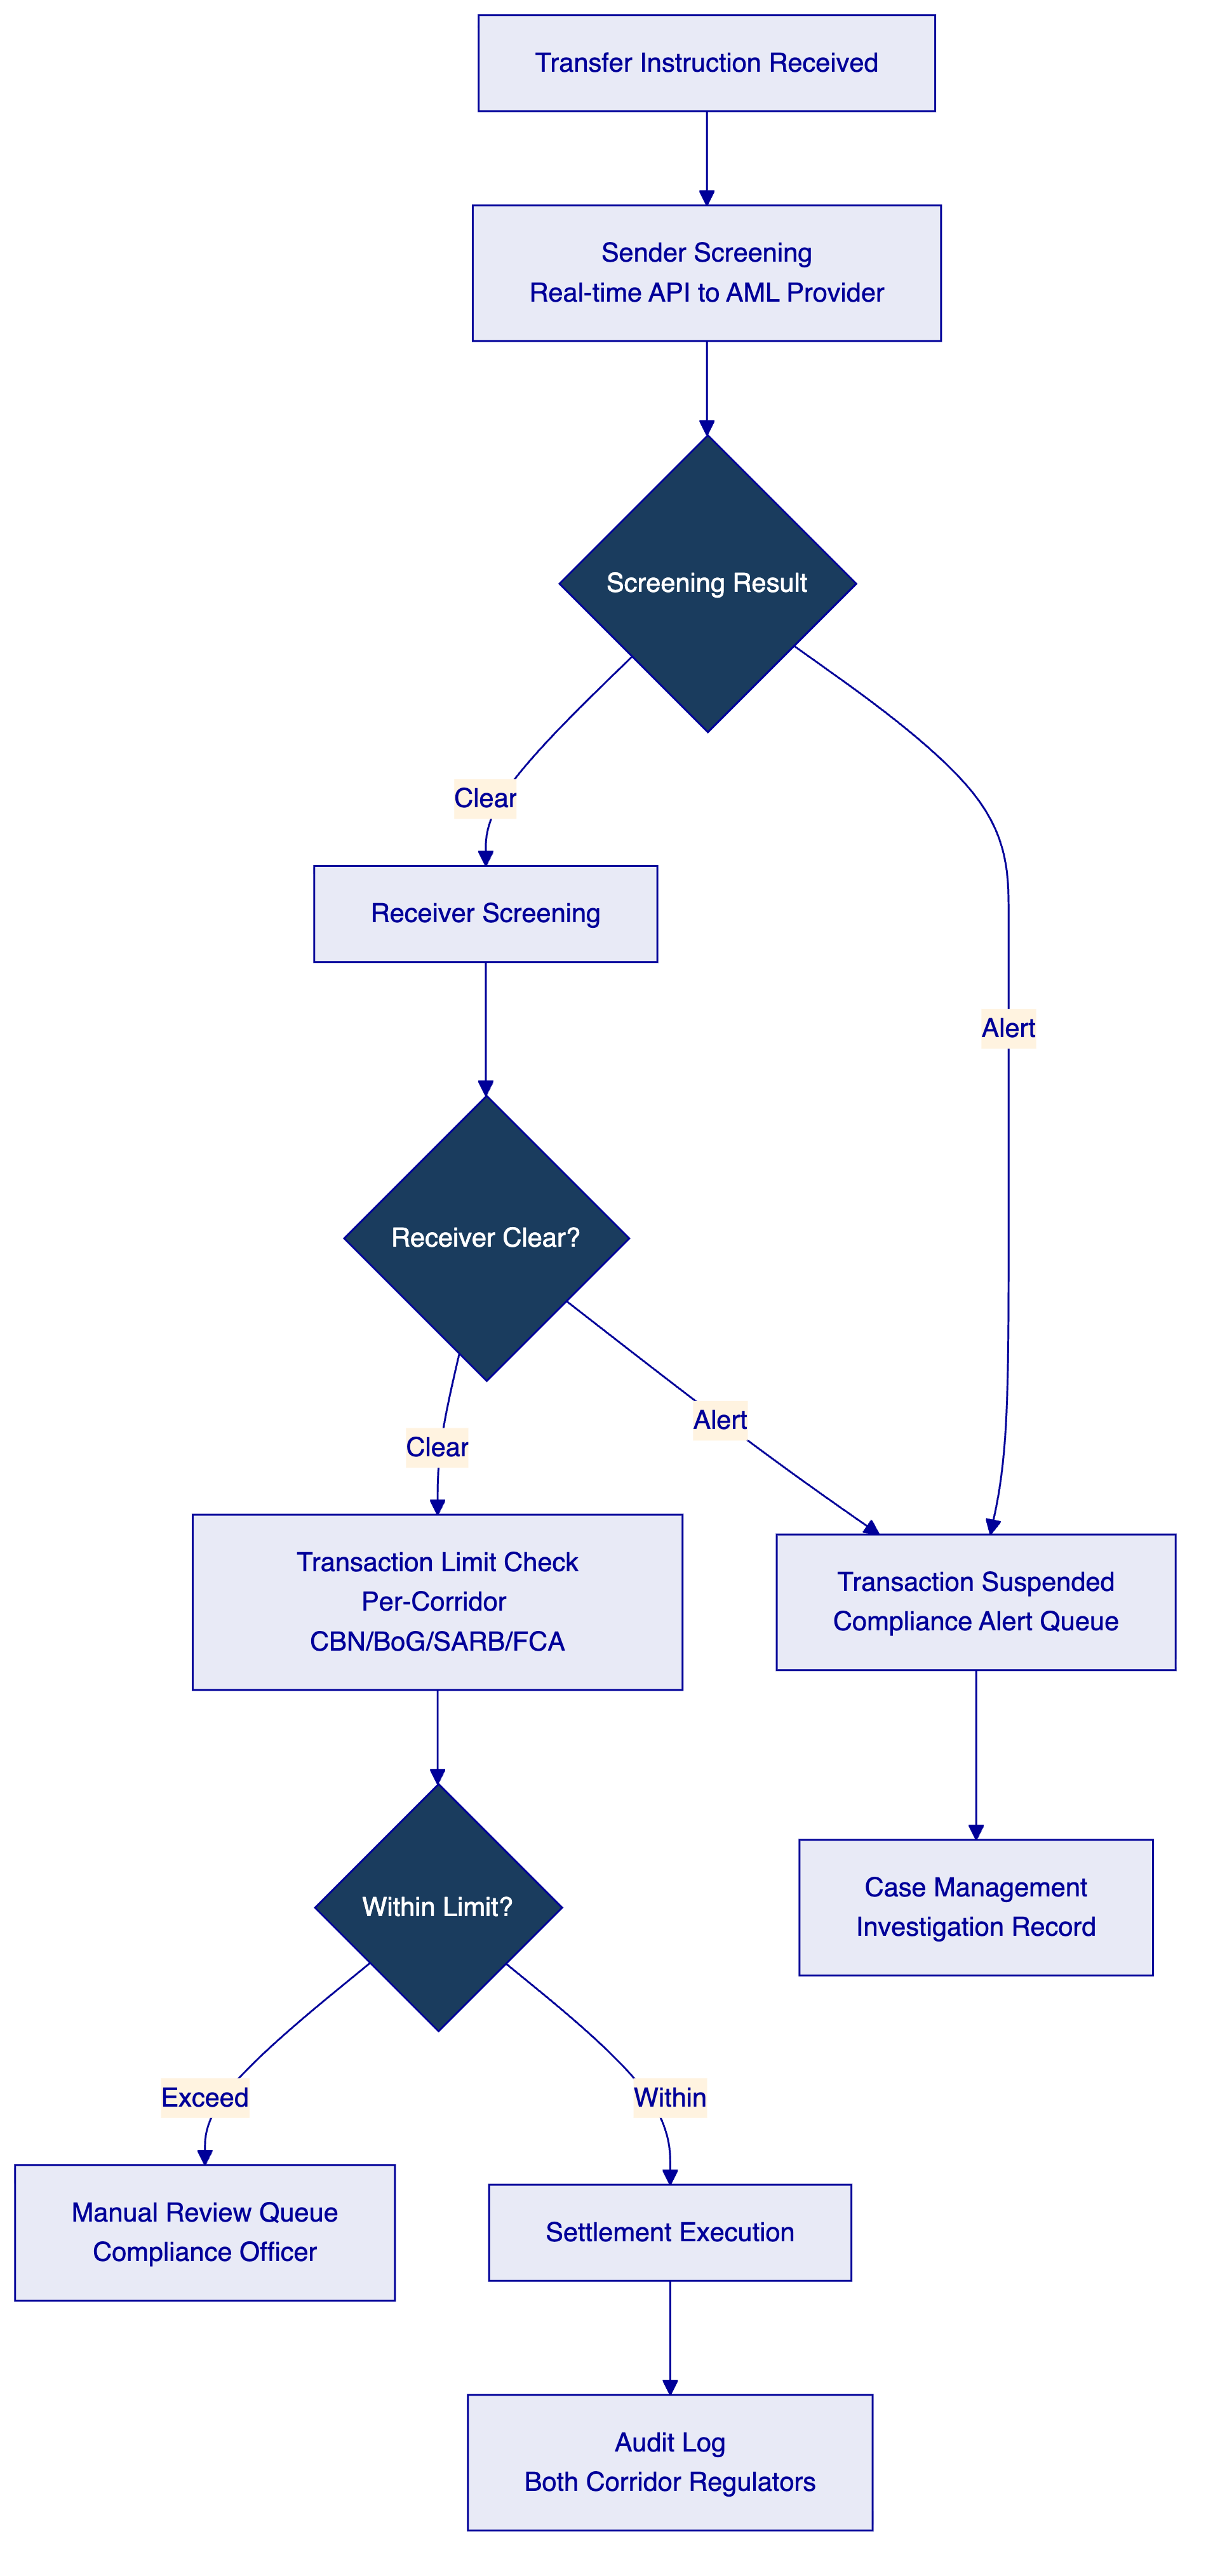 Transfer Instruction Received
Sender Screening
Real-time API to AML Provider
Screening Result
Clear
Receiver Screening
Alert
Receiver Clear?
Alert
Clear
Transaction Limit Check
Per-Corridor
CBN/BoG/SARB/FCA
Transaction Suspended
Compliance Alert Queue
Within Limit?
Case Management
Investigation Record
Exceed
Within
Manual Review Queue
Compliance Officer
Settlement Execution
Audit Log
Both Corridor Regulators